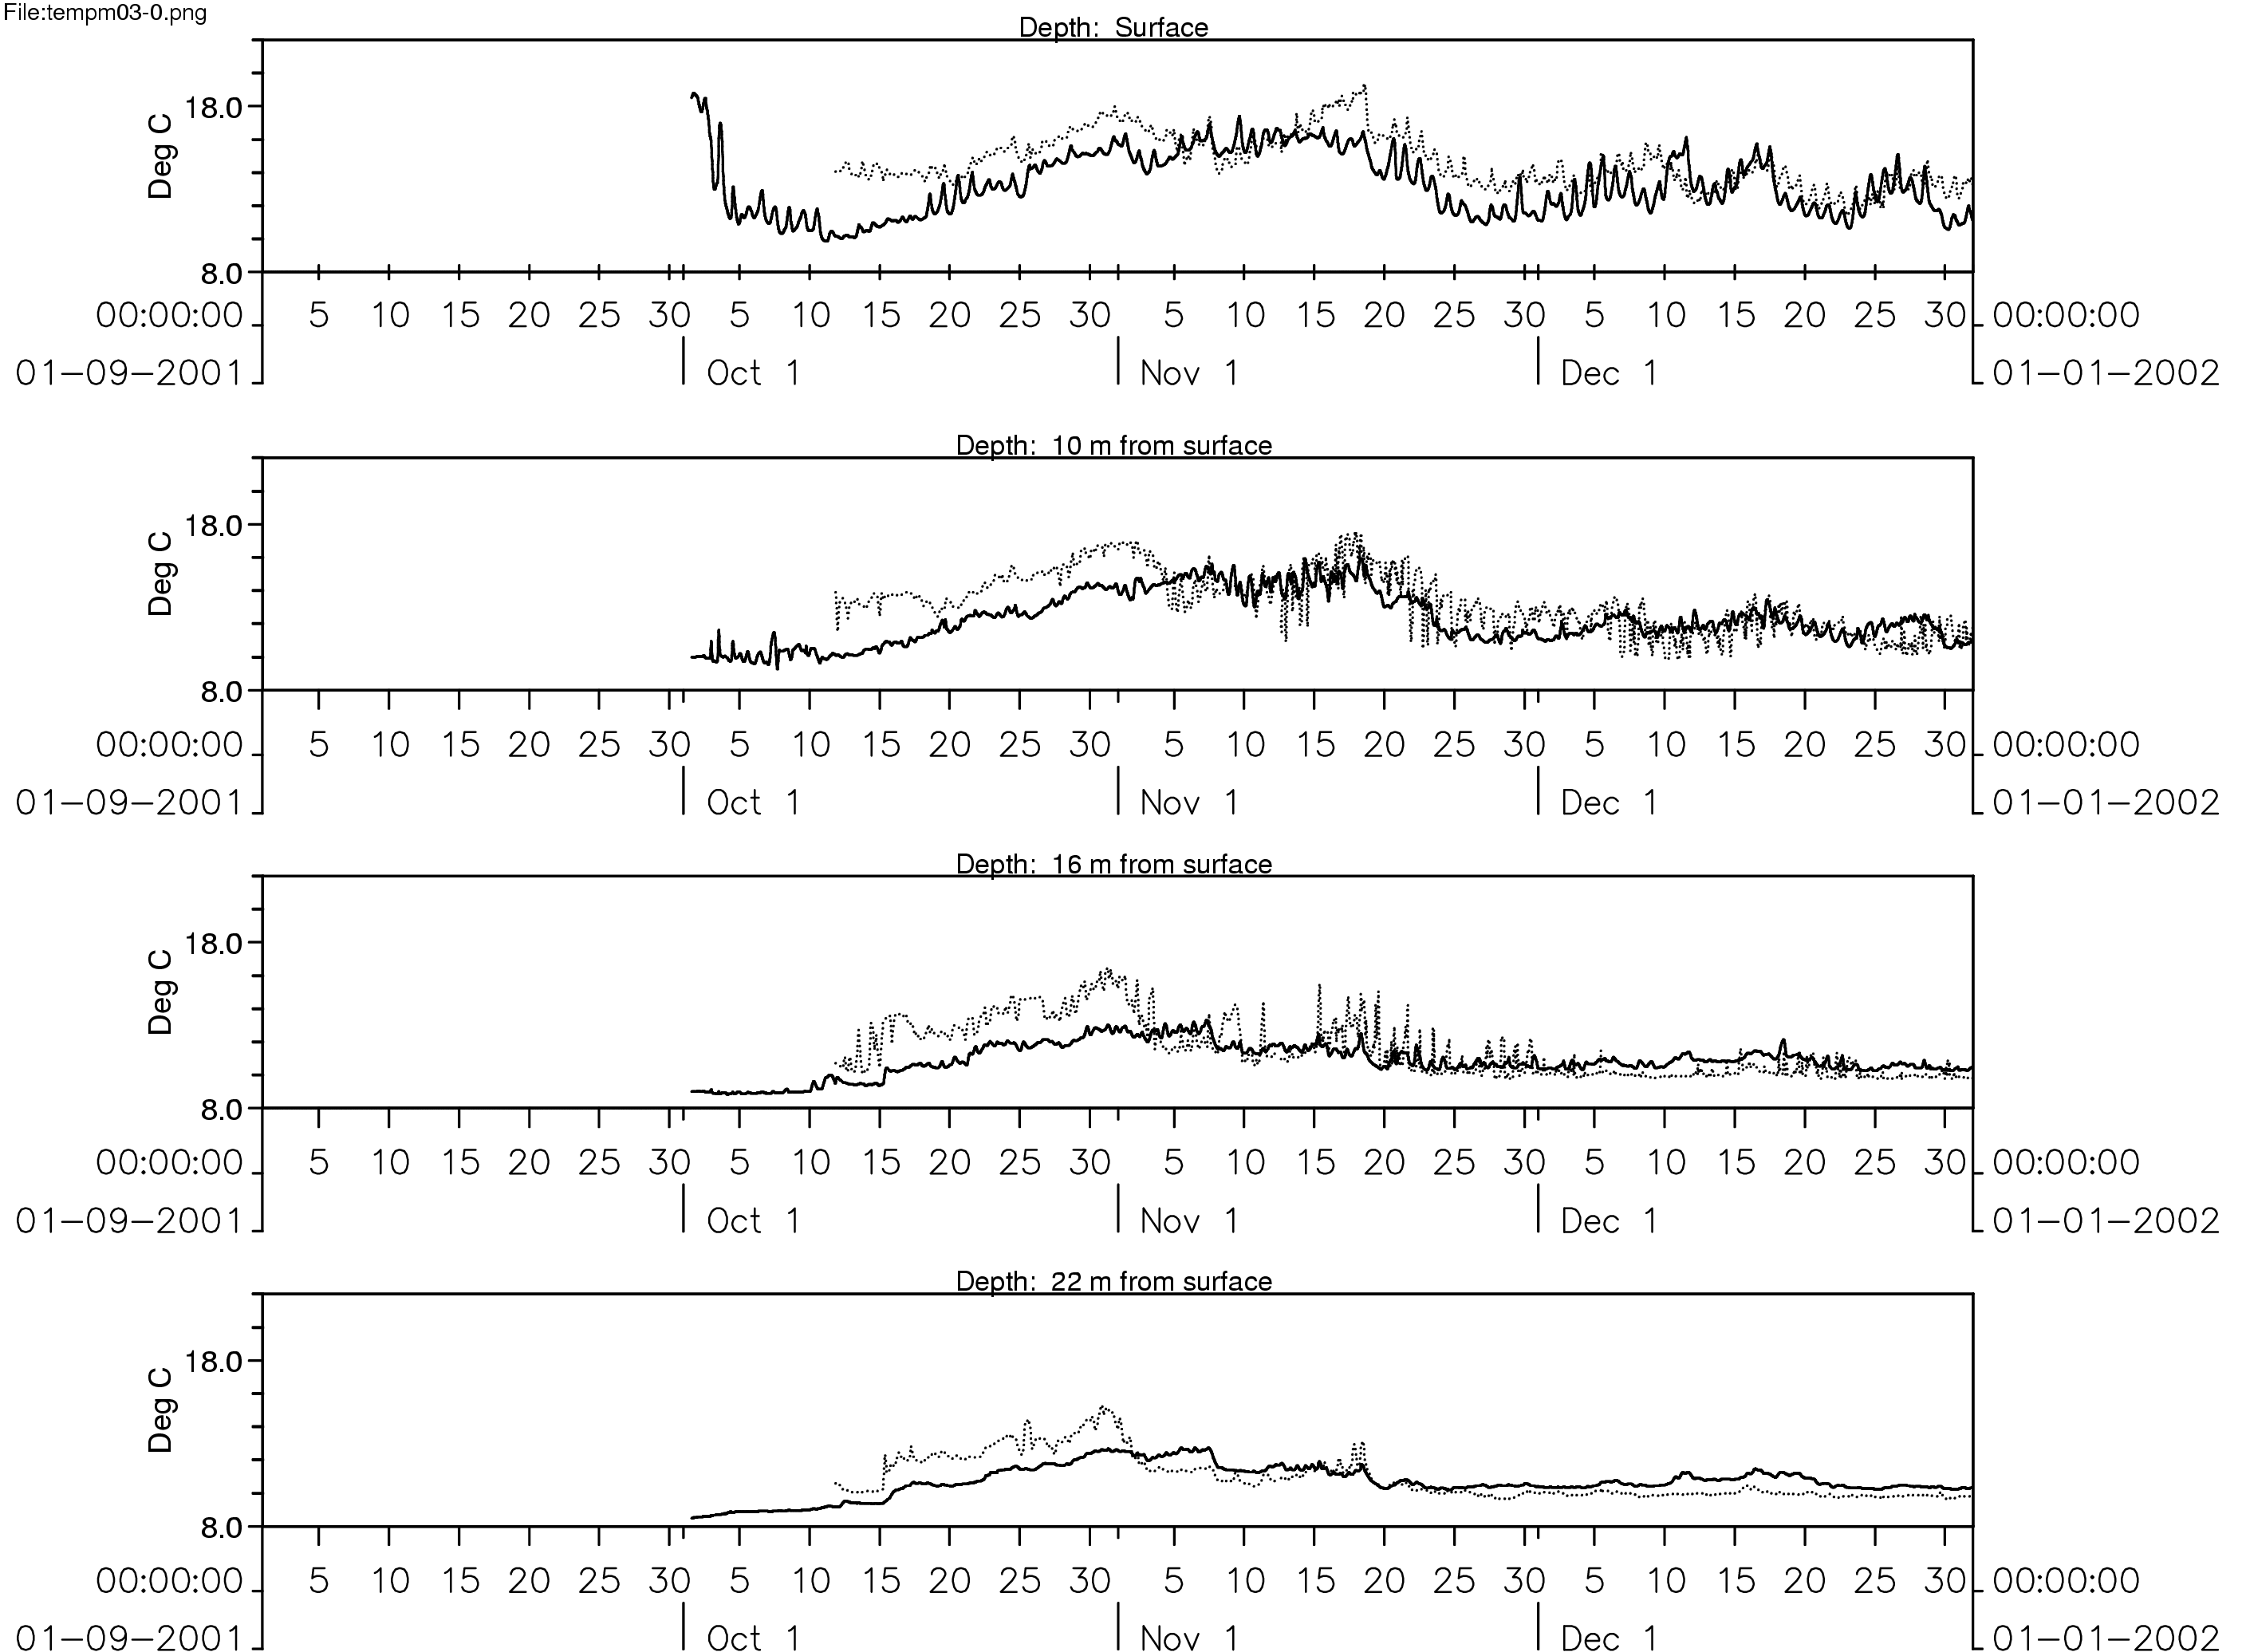 File:tempm03-0.png
Depth: Surface
Deg C
18.0
8.0
00:00:00 5 10 15 20 25 30 5 10 15 20 25 30 5 10 15 20 25 30 5 10 15 20 25 30 00:00:00
01-09-2001 Oct 1 Nov 1 Dec 1 01-01-2002
Depth: 10 m from surface
Deg C
18.0
8.0
00:00:00 5 10 15 20 25 30 5 10 15 20 25 30 5 10 15 20 25 30 5 10 15 20 25 30 00:00:00
01-09-2001 Oct 1 Nov 1 Dec 1 01-01-2002
Depth: 16 m from surface
Deg C
18.0
8.0
00:00:00 5 10 15 20 25 30 5 10 15 20 25 30 5 10 15 20 25 30 5 10 15 20 25 30 00:00:00
01-09-2001 Oct 1 Nov 1 Dec 1 01-01-2002
Depth: 22 m from surface
Deg C
18.0
8.0
00:00:00 5 10 15 20 25 30 5 10 15 20 25 30 5 10 15 20 25 30 5 10 15 20 25 30 00:00:00
01-09-2001 Oct 1 Nov 1 Dec 1 01-01-2002